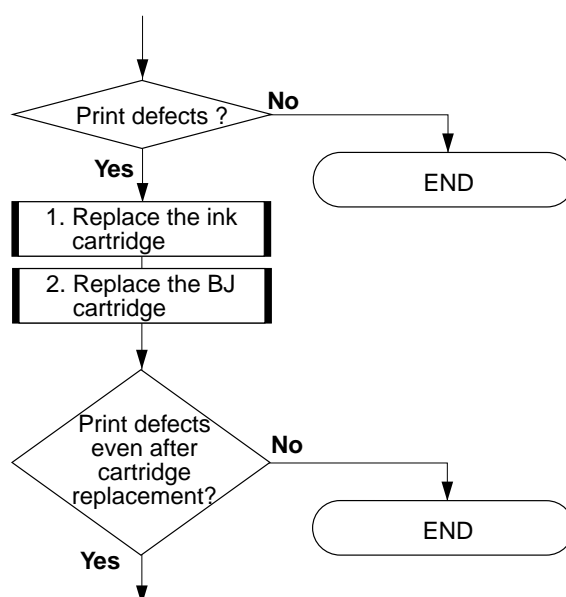 Print defects ?
No
Yes
END
1. Replace the ink
cartridge
2. Replace the BJ
cartridge
Print defects
even after
cartridge
replacement?
No
Yes
END